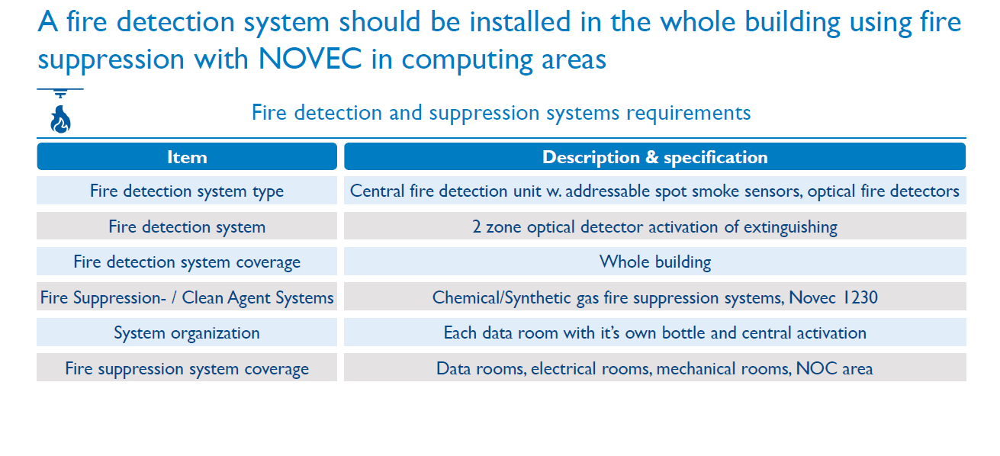 A fire detection system should be installed in the whole building using fire
suppression with NOVEC in computing areas
Fire detection and suppression systems requirements
Item Description & specification
Fire detection system type Central fire detection unit w. addressable spot smoke sensors, optical fire detectors
Fire detection system 2 zone optical detector activation of extinguishing
Fire detection system coverage Whole building
Fire Suppression- / Clean Agent Systems Chemical/Synthetic gas fire suppression systems, Novec 1230
System organization Each data room with it’s own bottle and central activation
Fire suppression system coverage Data rooms, electrical rooms, mechanical rooms, NOC area